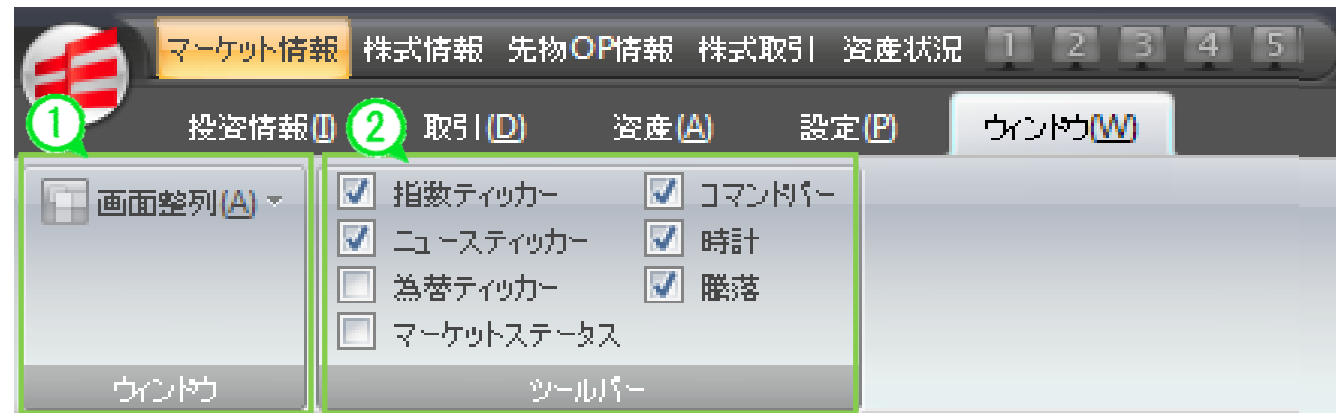 マーケット情報 株式情報 先物OP情報 株式取引 資産状況 1 2 3 4 5
1 投資情報(I) 2 取引(D) 資産(A) 設定(P) ウィンドウ(W)
画面整列(A)
指数ティッカー コマンドバー
ニュースティッカー 時計
為替ティッカー 騰落
マーケットステータス
ウィンドウ ツールバー